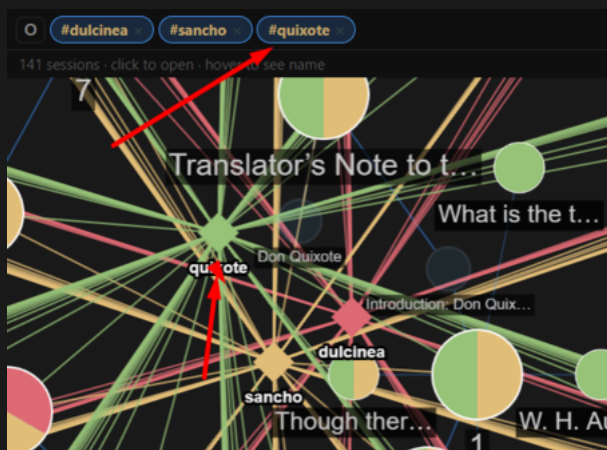 O #dulcinea × #sancho × #quixote ×
141 sessions · click to open · hover to see name
7
Translator's Note to t...
What is the t...
quixote
Don Quixote
Introduction: Don Quix...
dulcinea
sancho
Though ther...
W. H. Au
1